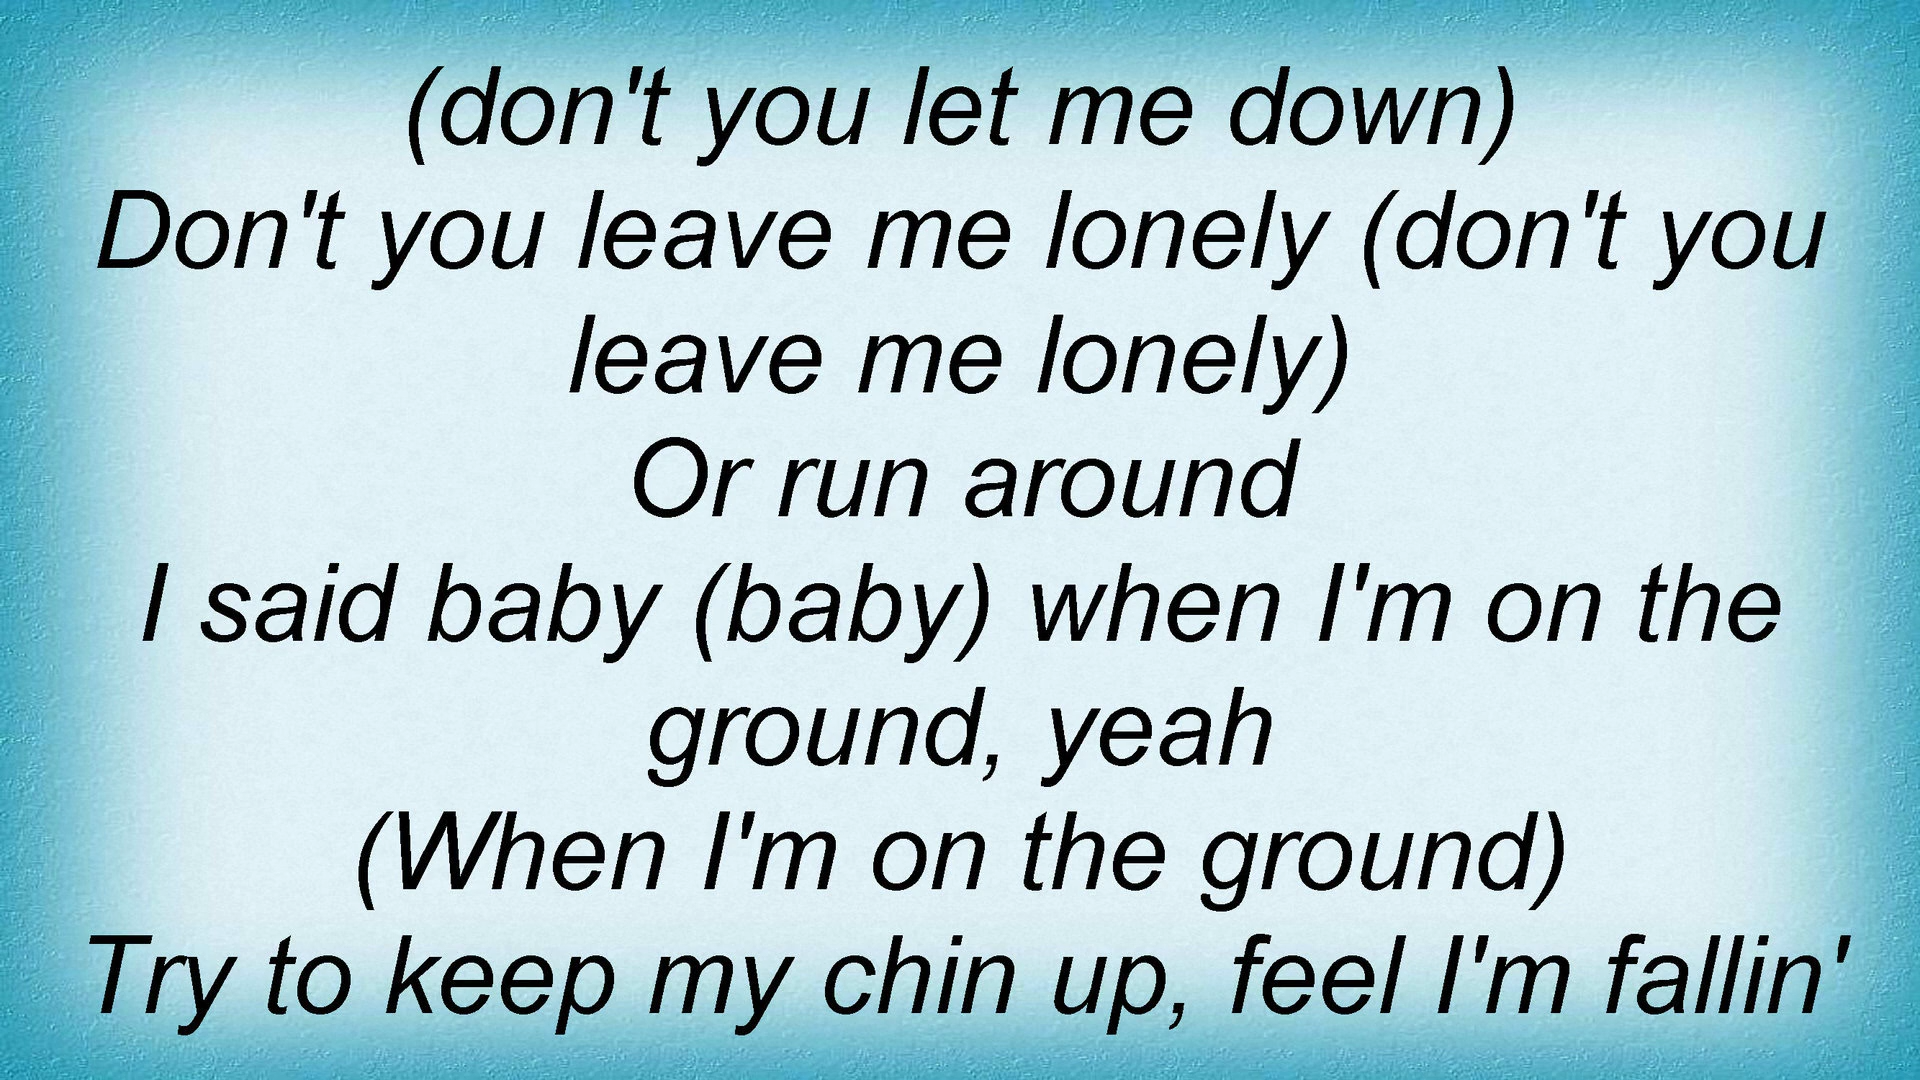 (don't you let me down)
Don't you leave me lonely (don't you
leave me lonely)
Or run around
I said baby (baby) when I'm on the
ground, yeah
(When I'm on the ground)
Try to keep my chin up, feel I'm fallin'